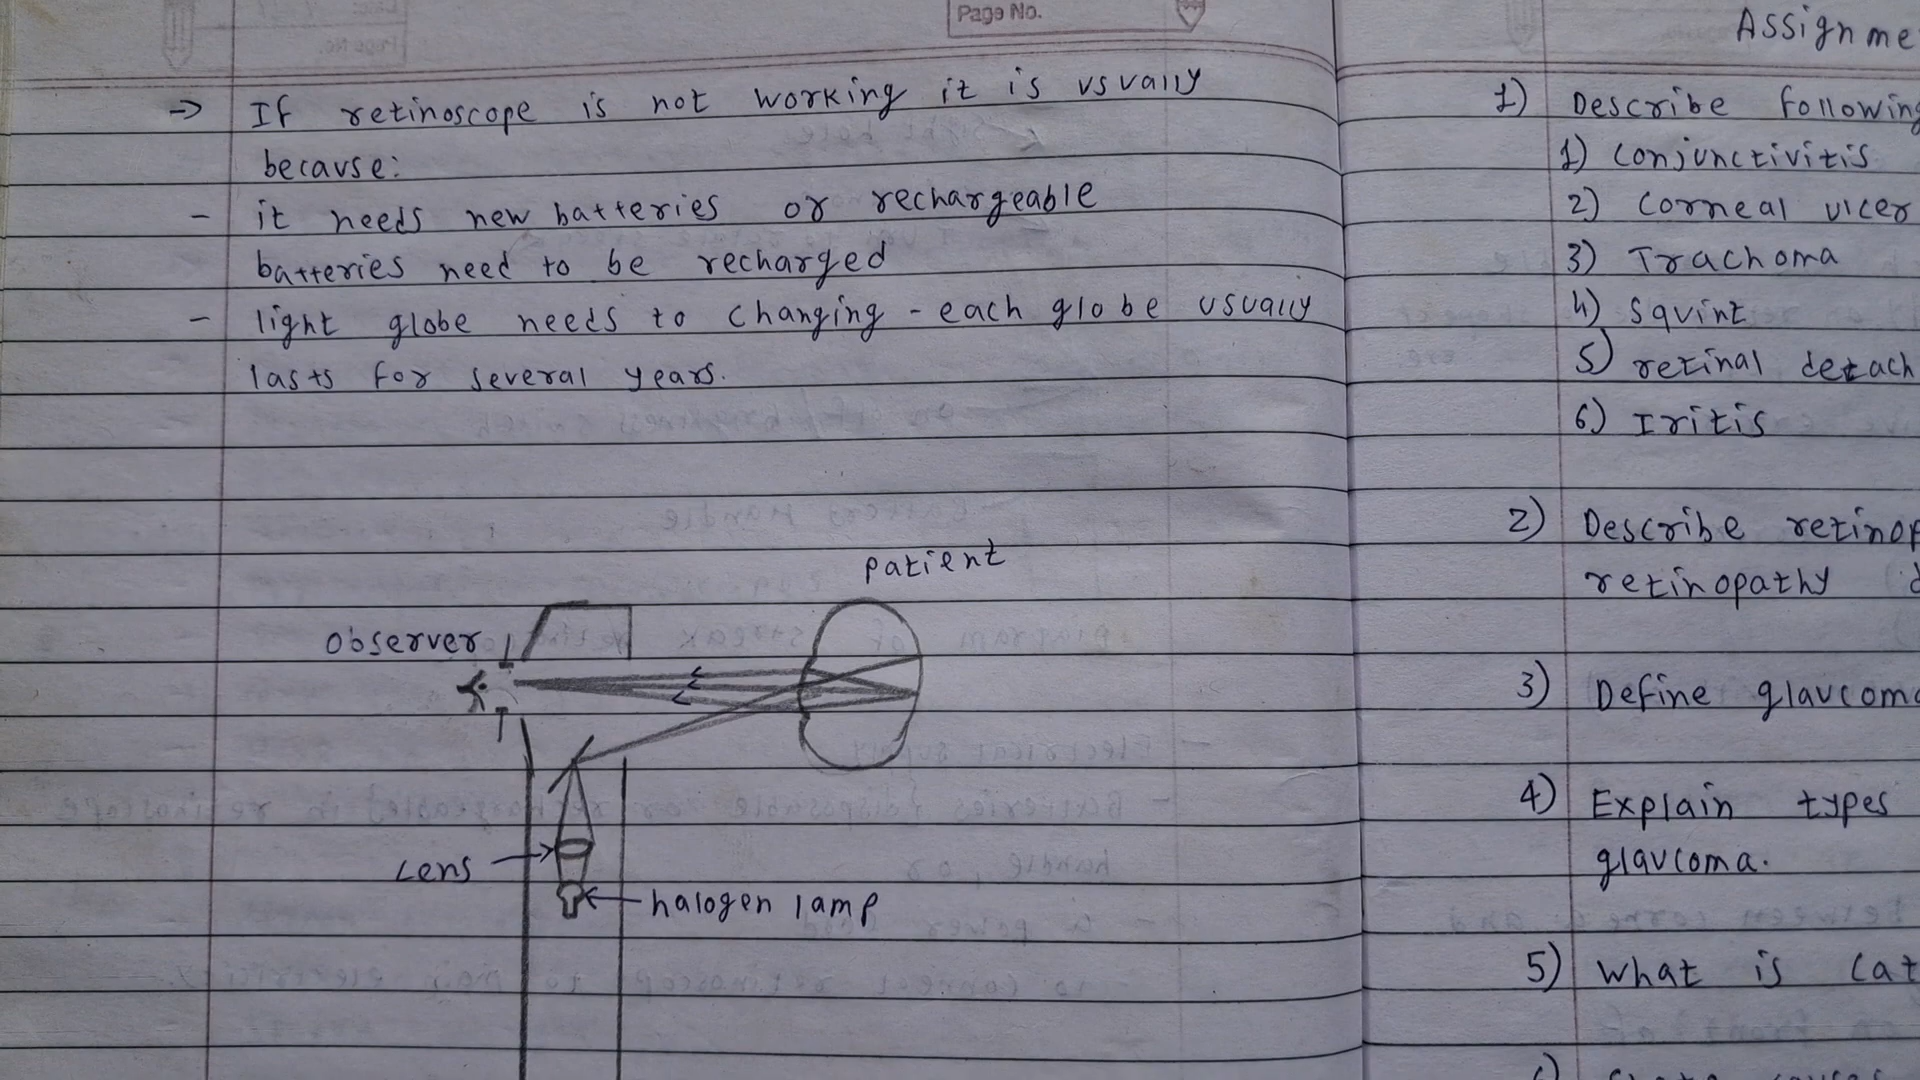 Page No.
→ If retinoscope is not working it is usually
because:
- it needs new batteries or rechargeable
batteries need to be recharged
- light globe needs to changing - each globe usually
lasts for several years.
patient
observer
Lens
halogen lamp
Assignme
1) Describe following
1) conjunctivitis
2) corneal ulcer
3) Trachoma
4) squint
5) retinal detach
6) Iritis
2) Describe retinop
retinopathy
3) Define glaucoma
4) Explain types
glaucoma.
5) what is cat